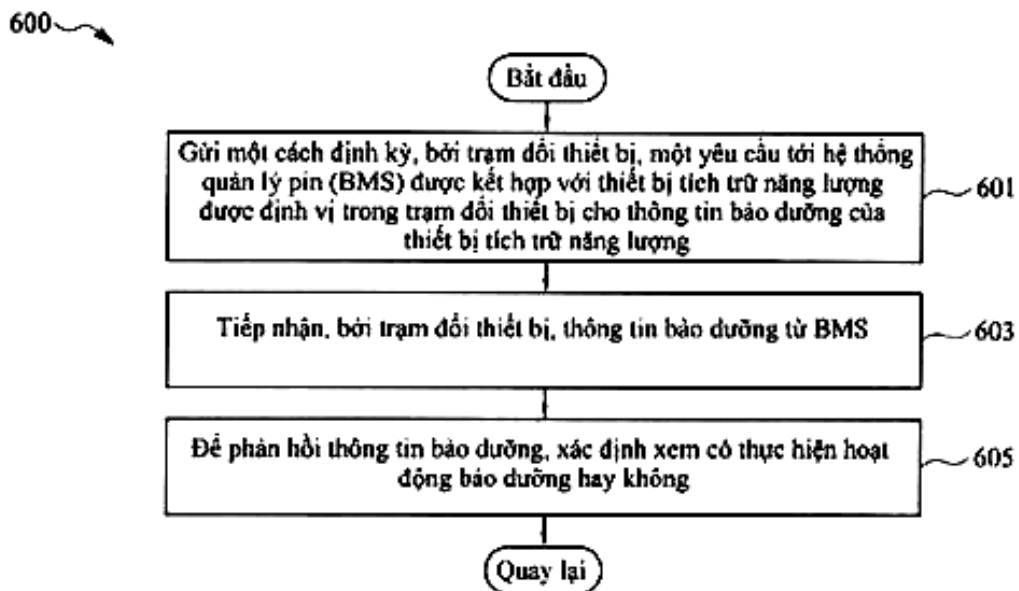 600
Bắt đầu
Gửi một cách định kỳ, bởi trạm đổi thiết bị, một yêu cầu tới hệ thống
quản lý pin (BMS) được kết hợp với thiết bị tích trữ năng lượng
được định vị trong trạm đổi thiết bị cho thông tin bảo dưỡng của
thiết bị tích trữ năng lượng
601
Tiếp nhận, bởi trạm đổi thiết bị, thông tin bảo dưỡng từ BMS
603
Để phản hồi thông tin bảo dưỡng, xác định xem có thực hiện hoạt
động bảo dưỡng hay không
605
Quay lại